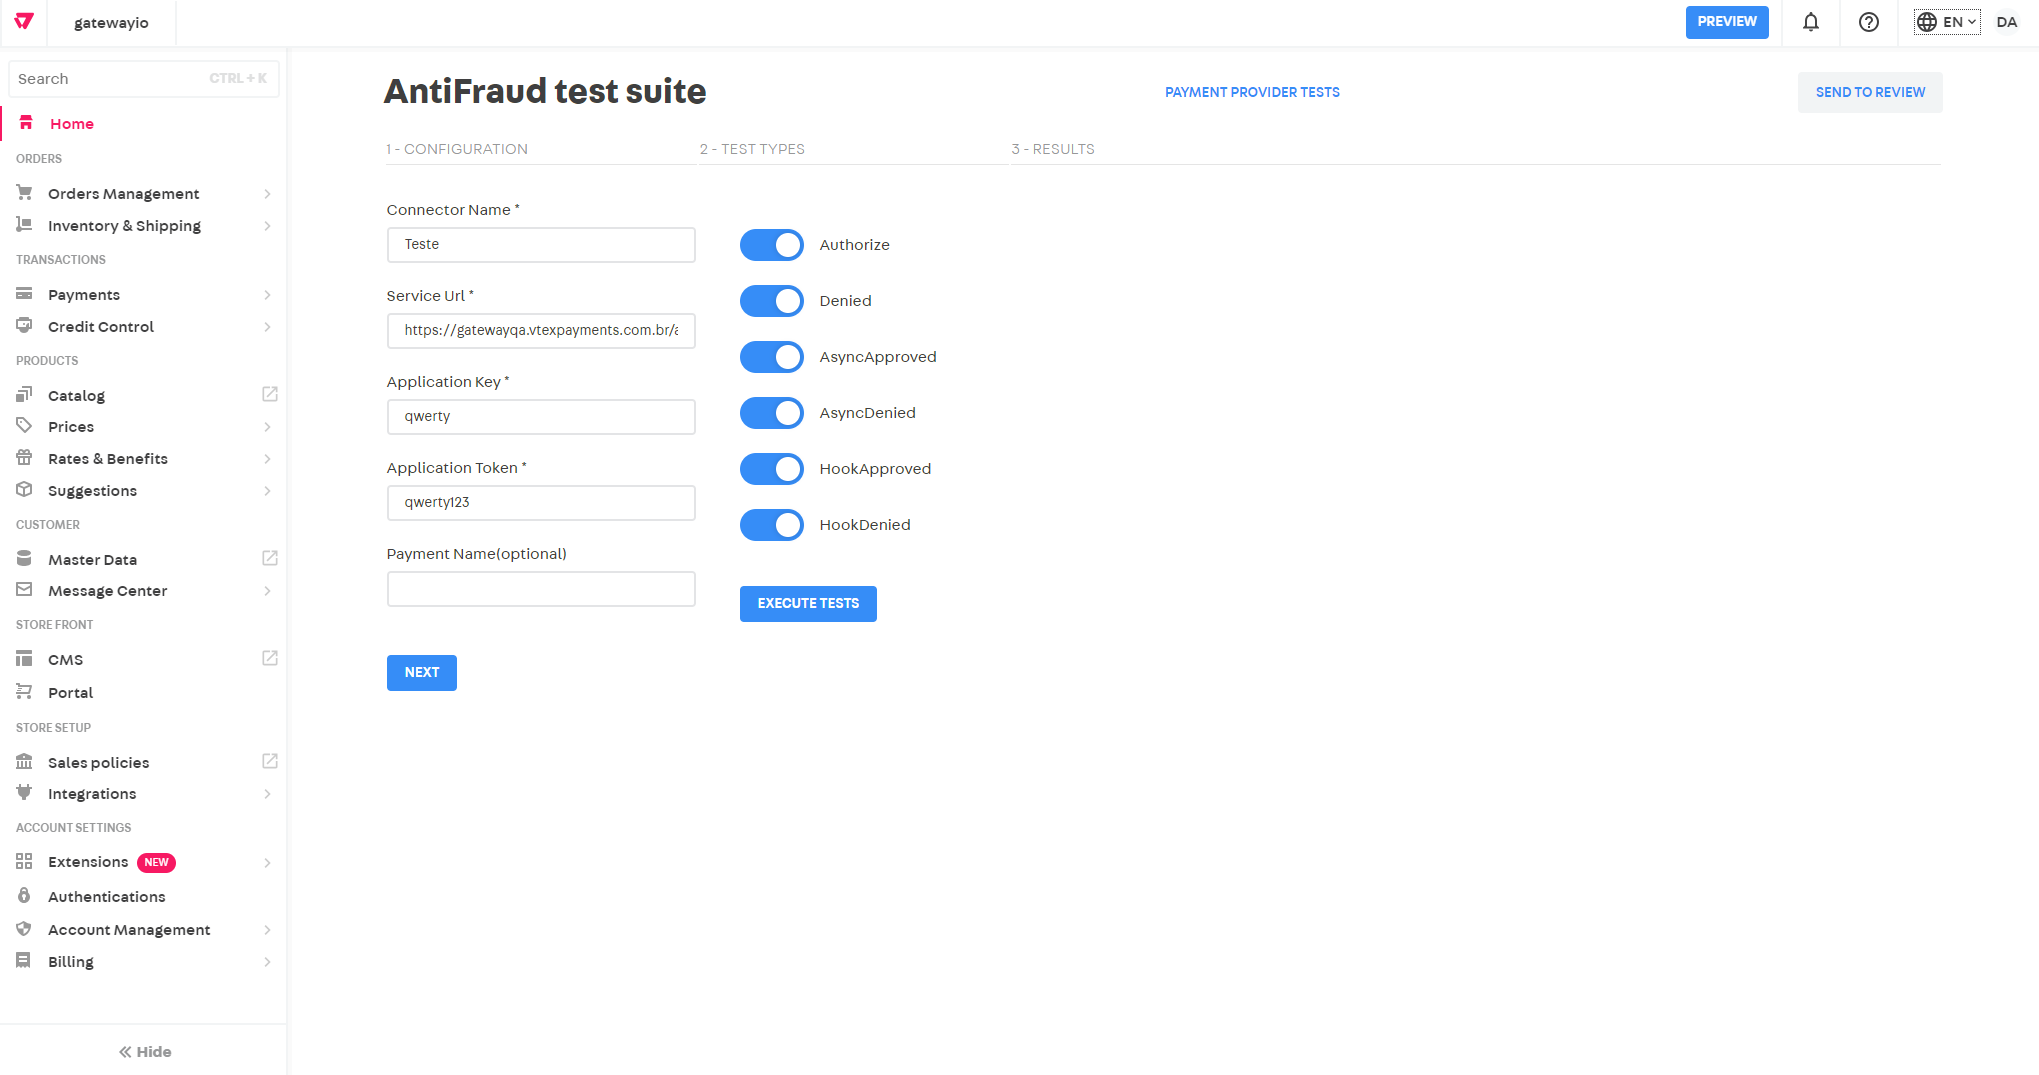 gatewayio
PREVIEW
EN
DA
Search
CTRL + K
Home
ORDERS
Orders Management
Inventory & Shipping
TRANSACTIONS
Payments
Credit Control
PRODUCTS
Catalog
Prices
Rates & Benefits
Suggestions
CUSTOMER
Master Data
Message Center
STORE FRONT
CMS
Portal
STORE SETUP
Sales policies
Integrations
ACCOUNT SETTINGS
Extensions NEW
Authentications
Account Management
Billing
Hide
AntiFraud test suite
PAYMENT PROVIDER TESTS
SEND TO REVIEW
1 - CONFIGURATION
2 - TEST TYPES
3 - RESULTS
Connector Name *
Teste
Service Url *
https://gatewayqa.vtexpayments.com.br/a
Application Key *
qwerty
Application Token *
qwerty123
Payment Name(optional)
NEXT
Authorize
Denied
AsyncApproved
AsyncDenied
HookApproved
HookDenied
EXECUTE TESTS